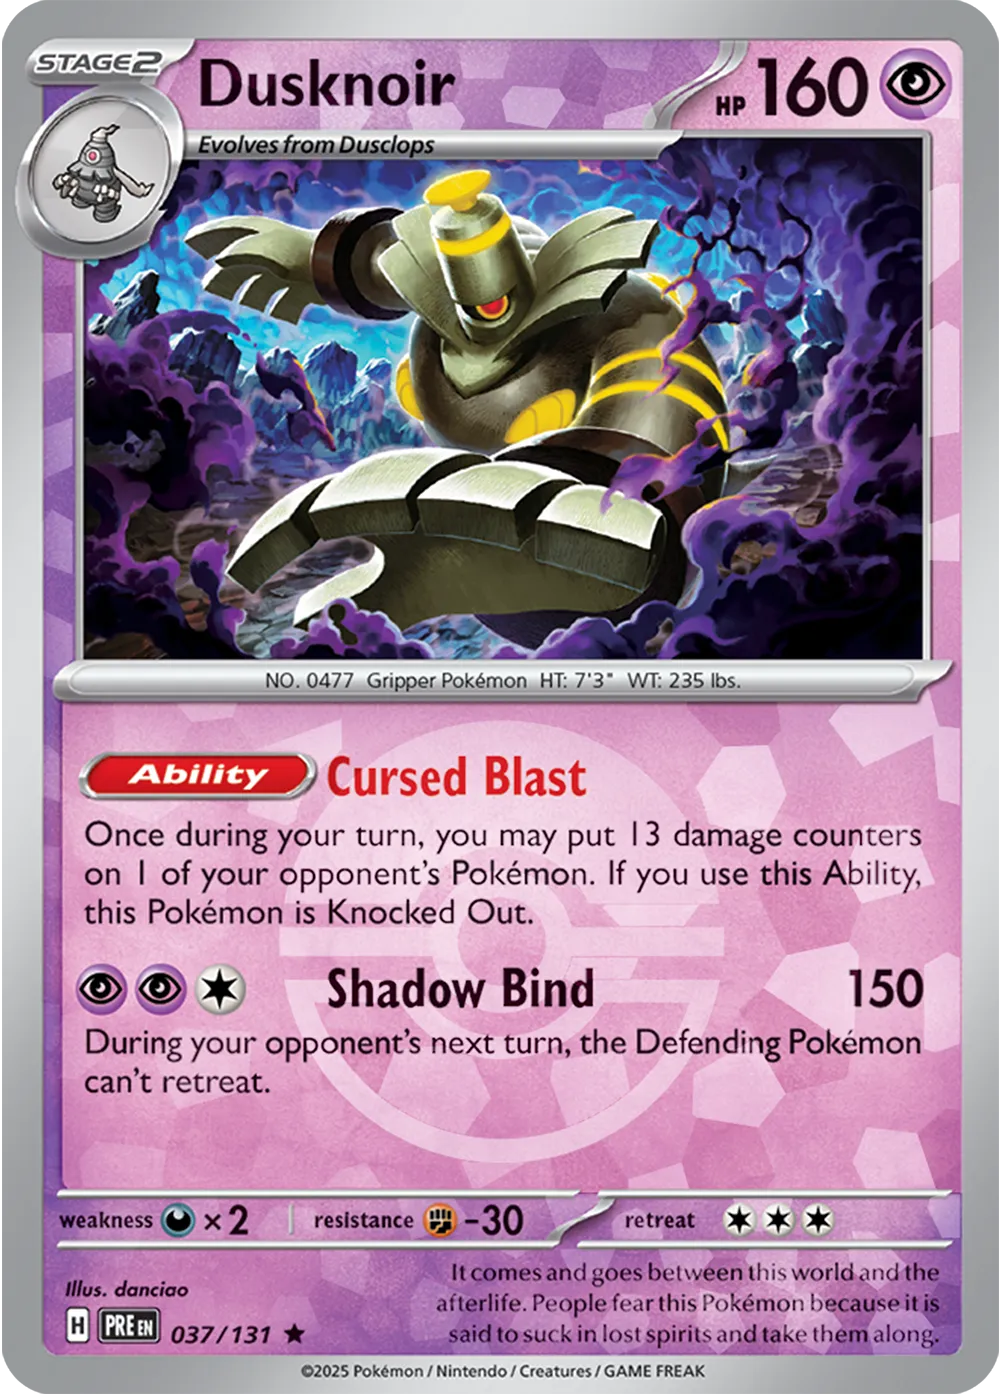 STAGE2
Dusknoir
HP 160
Evolves from Dusclops
NO. 0477 Gripper Pokémon HT: 7'3" WT: 235 lbs.
Ability Cursed Blast
Once during your turn, you may put 13 damage counters
on 1 of your opponent's Pokémon. If you use this Ability,
this Pokémon is Knocked Out.
Shadow Bind 150
During your opponent's next turn, the Defending Pokémon
can't retreat.
weakness ×2 resistance -30 retreat
Illus. danciao
It comes and goes between this world and the
afterlife. People fear this Pokémon because it is
said to suck in lost spirits and take them along.
H PRE EN 037/131 ★
©2025 Pokémon / Nintendo / Creatures / GAME FREAK